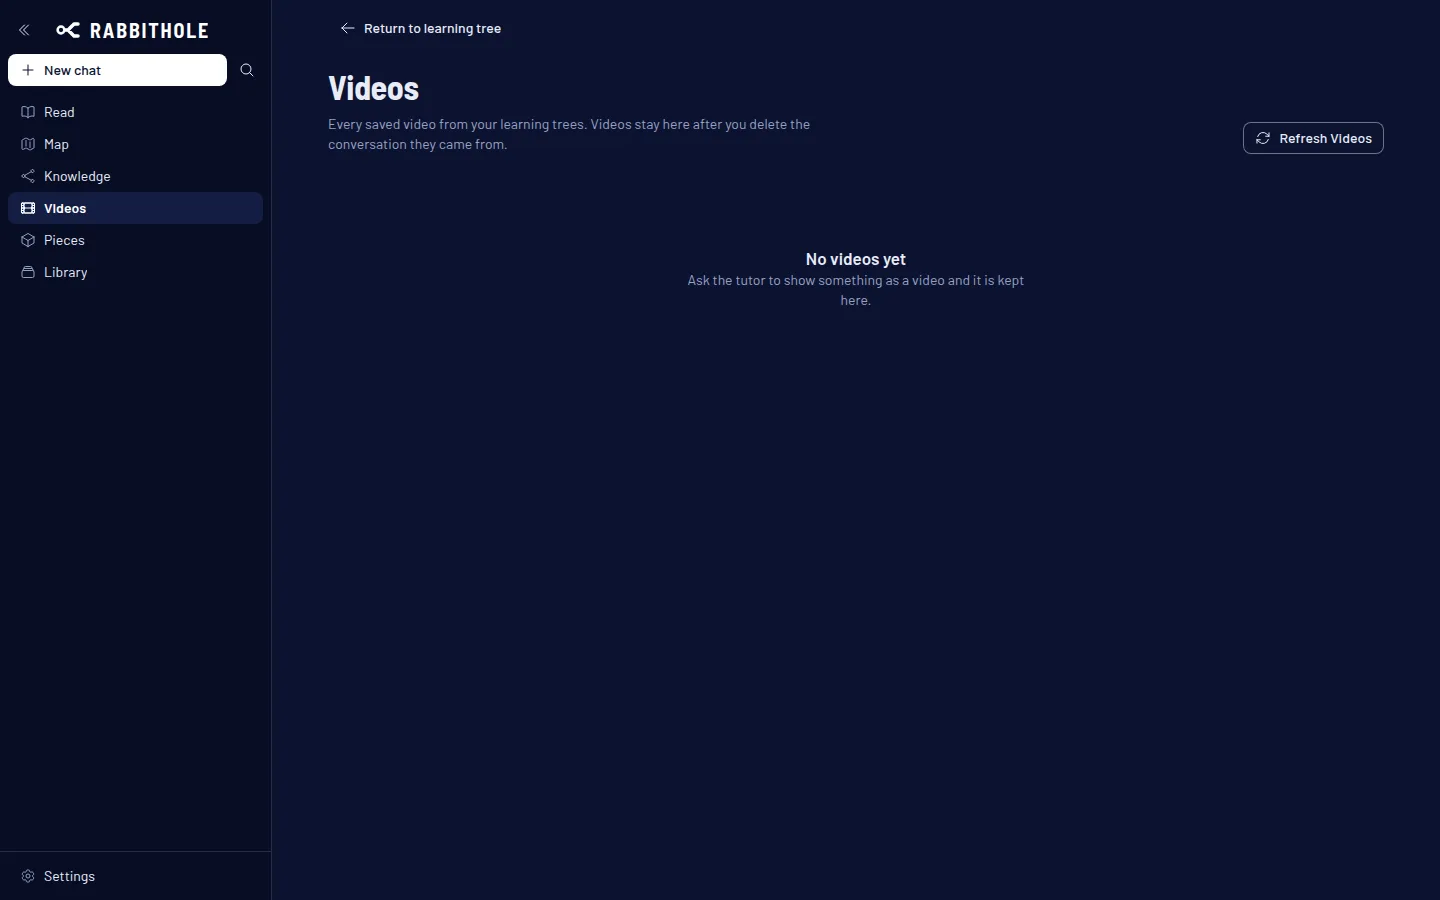 RABBITHOLE
New chat
Read
Map
Knowledge
Videos
Pieces
Library
Settings
Return to learning tree
Videos
Every saved video from your learning trees. Videos stay here after you delete the
conversation they came from.
Refresh Videos
No videos yet
Ask the tutor to show something as a video and it is kept
here.